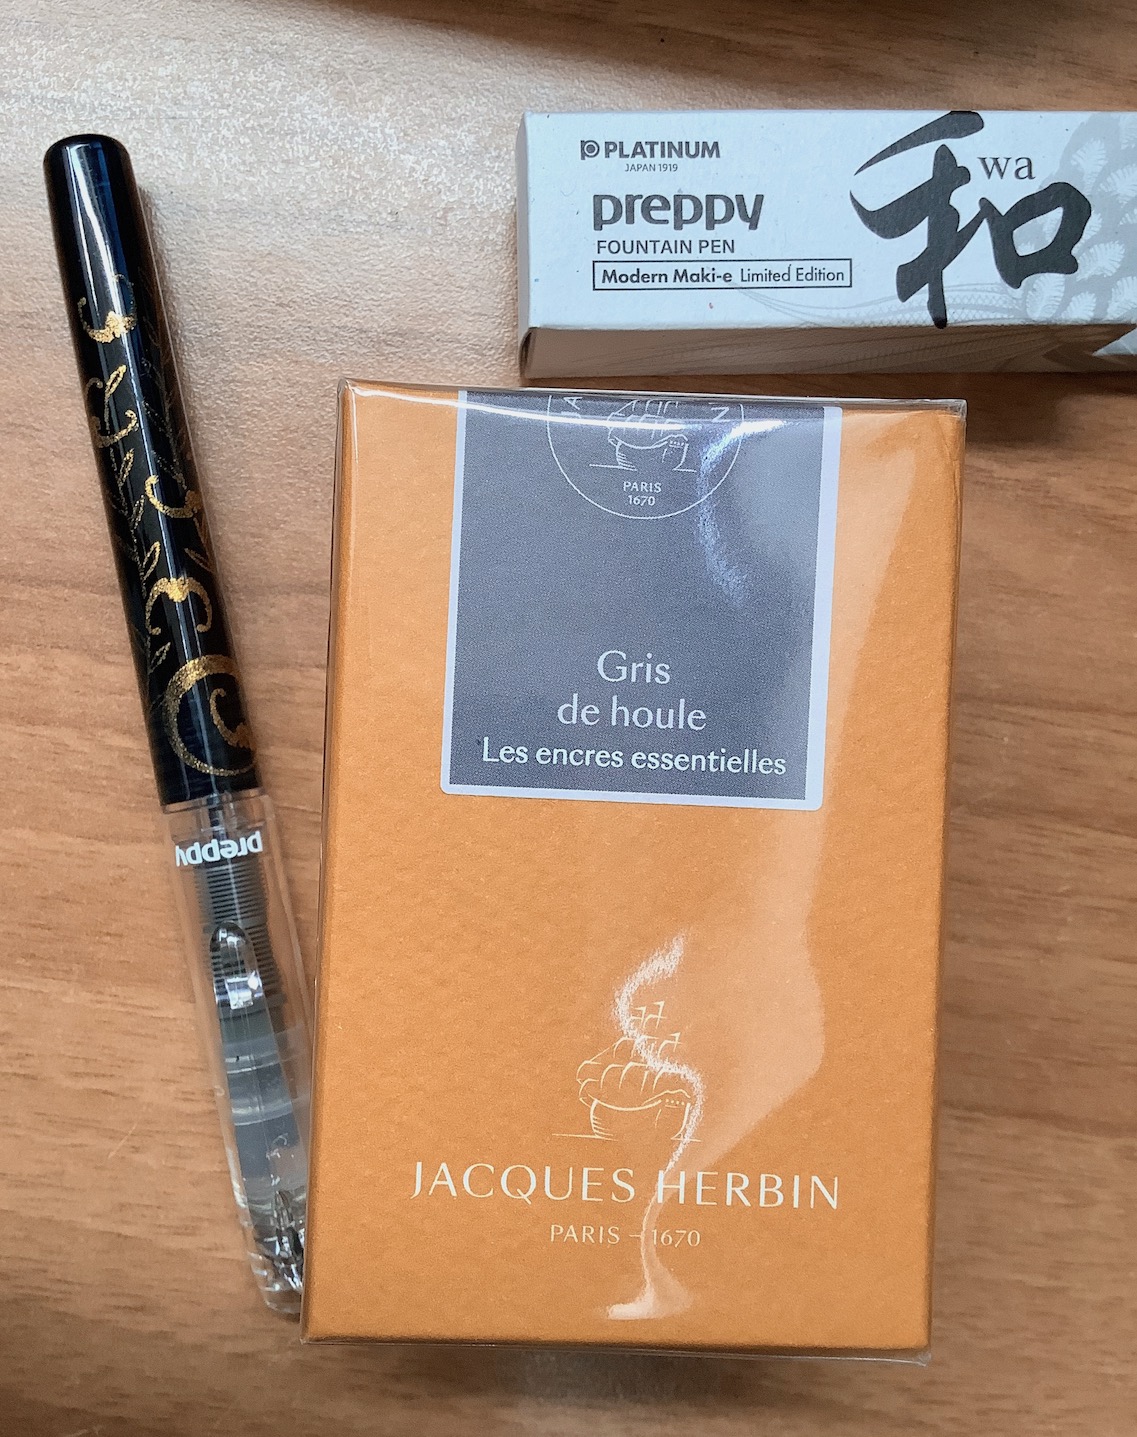 PLATINUM
JAPAN 1919
preppy
FOUNTAIN PEN
Modern Maki-e Limited Edition
和
wa
PARIS
1670
Gris
de houle
Les encres essentielles
preppy
JACQUES HERBIN
PARIS – 1670